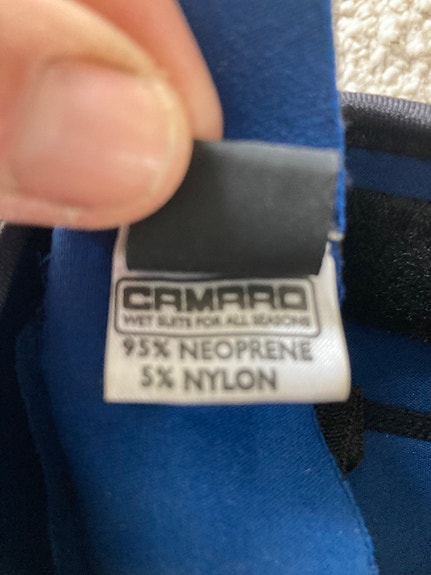 CAMARO
WET SUITS FOR ALL SEASONS
95% NEOPRENE
5% NYLON